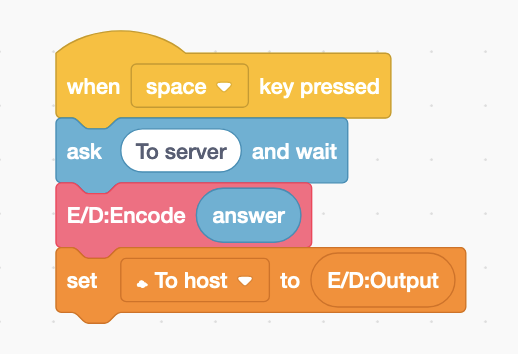 when space key pressed
ask To server and wait
E/D:Encode answer
set To host to E/D:Output